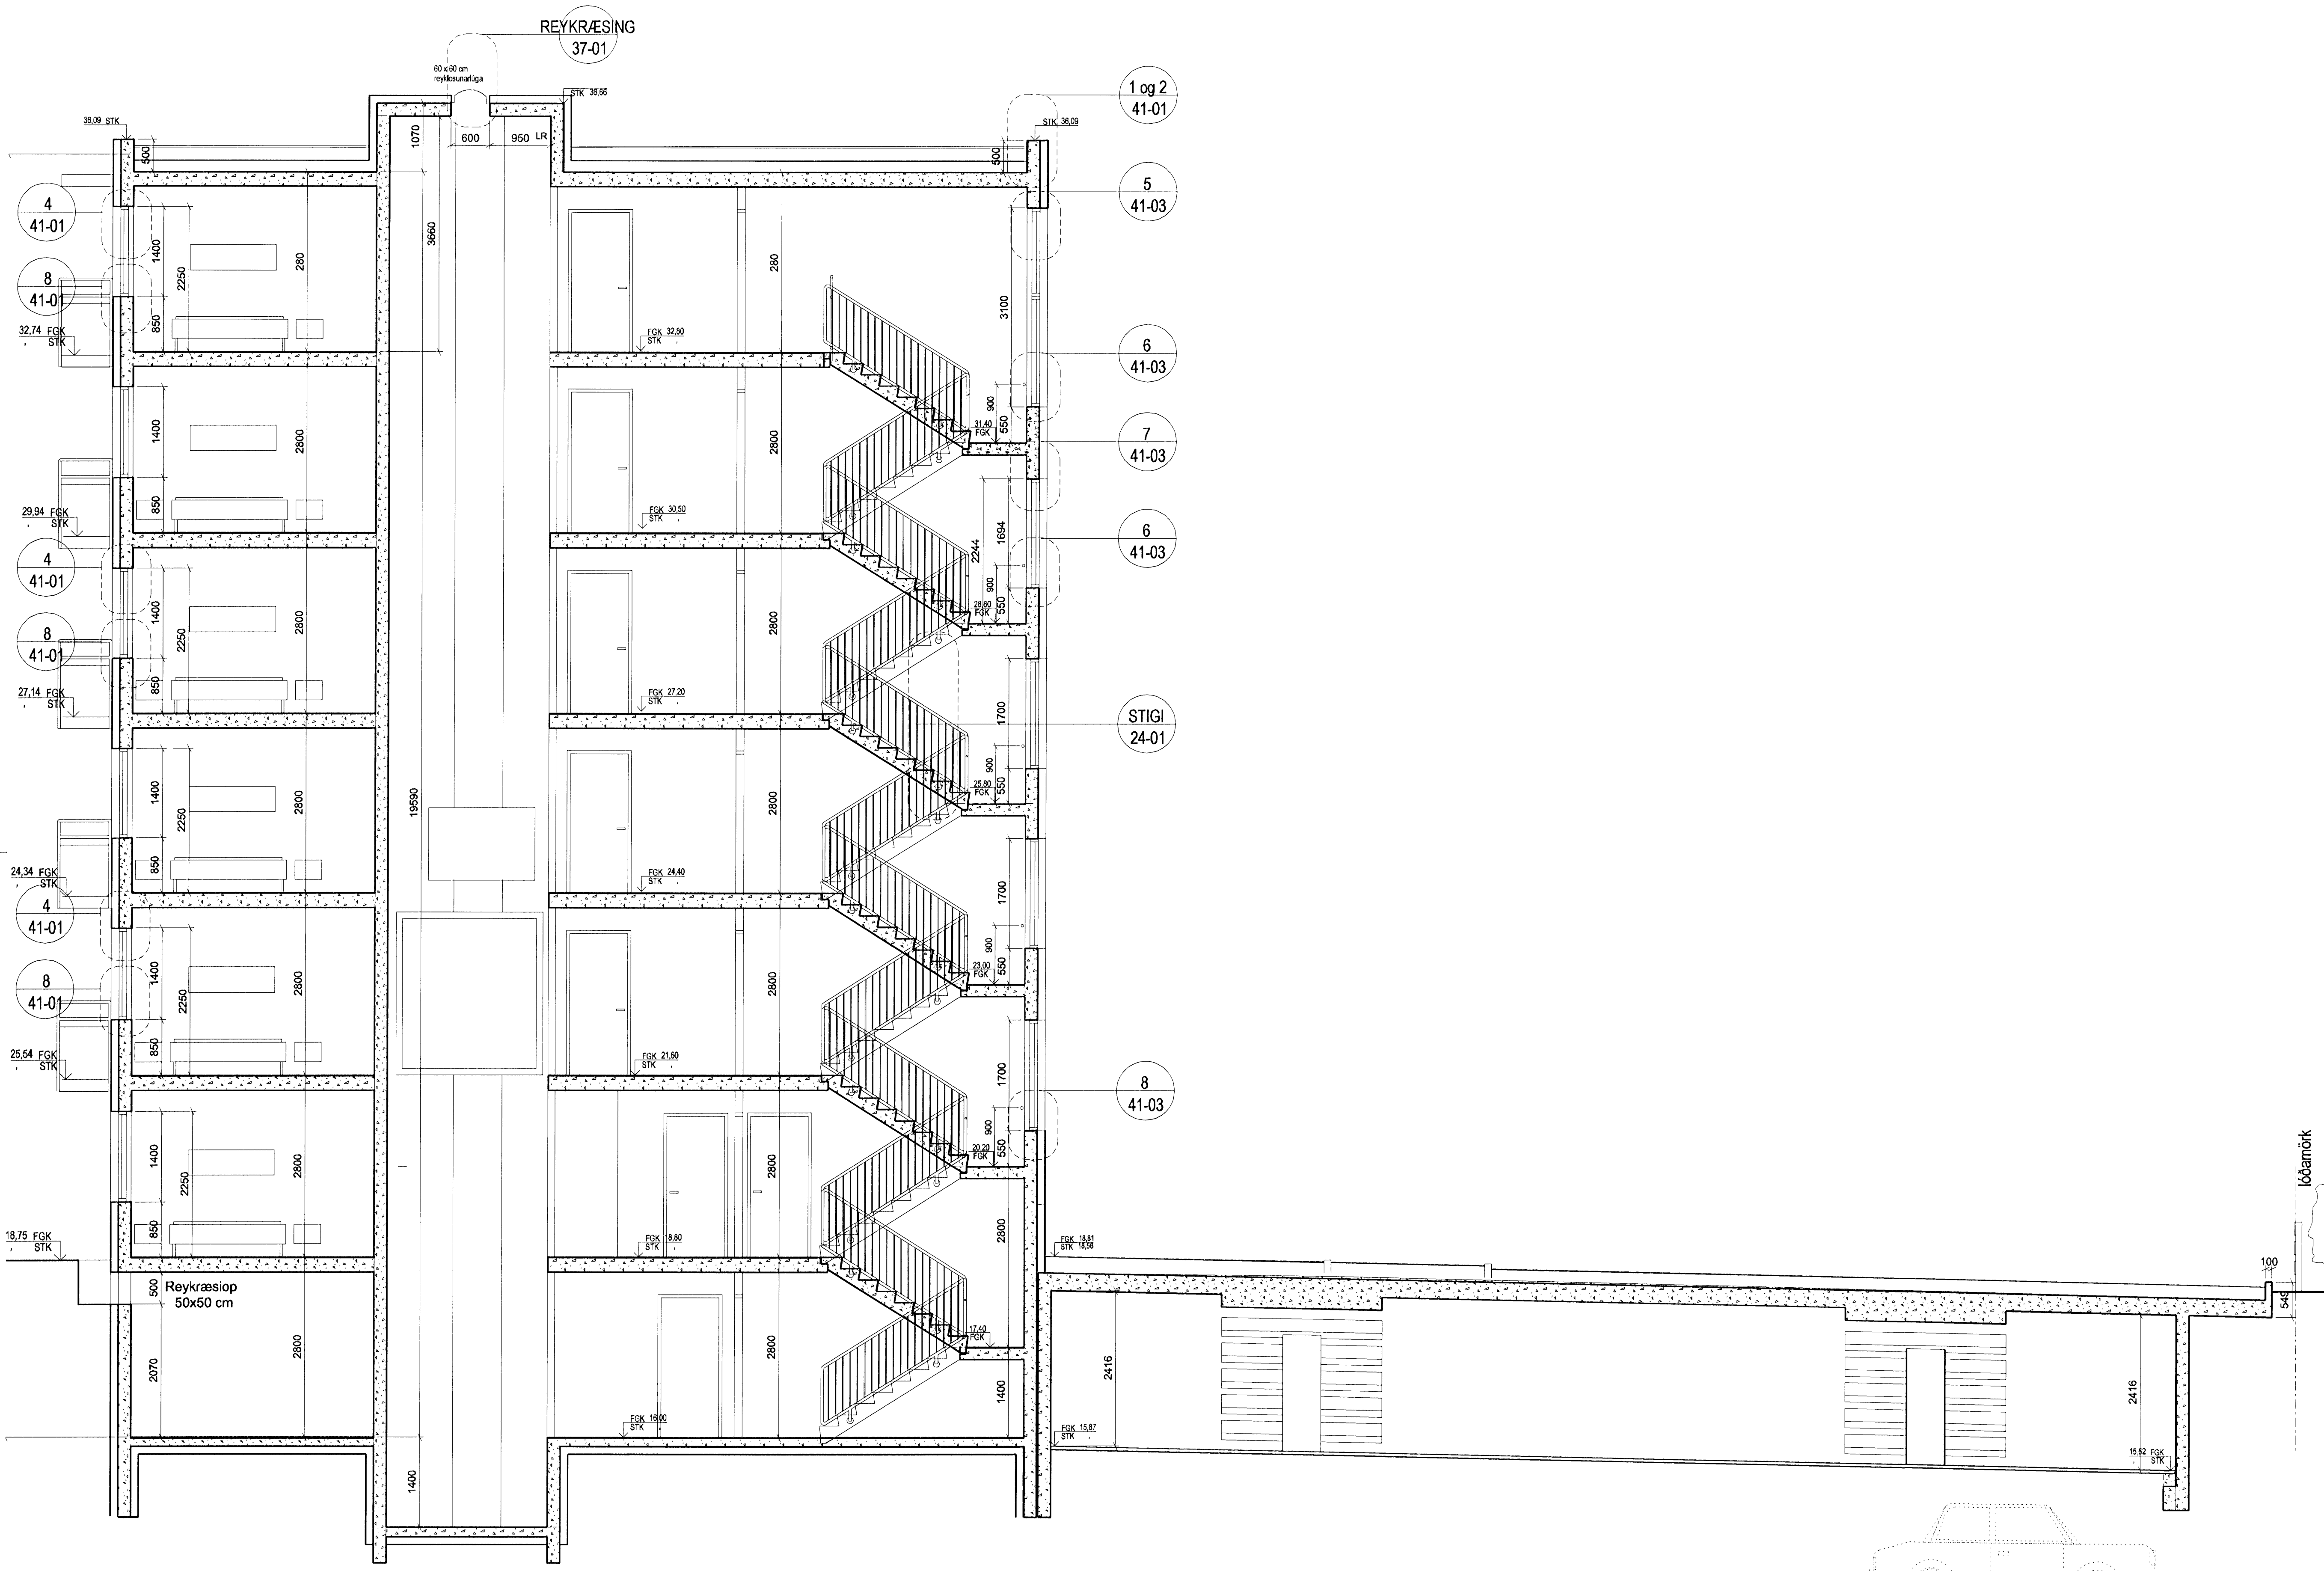 REYKRÆSING
37-01
60 x 60 cm
reyklosunarlúga
STK 36,66
1 og 2
41-01
36,09 STK
STK 36,09
600
950 LR
1070
500
500
5
41-03
4
41-01
1400
2250
280
3660
280
3100
8
41-01
850
32,74 FGK
STK
FGK 32,80
STK
6
41-03
900
550
31,40
FGK
7
41-03
1400
2800
2800
850
29,94 FGK
STK
FGK 30,50
STK
2244
1694
6
41-03
4
41-01
1400
2250
2800
2800
900
550
28,60
FGK
8
41-01
850
27,14 FGK
STK
FGK 27,20
STK
1700
STIGI
24-01
1400
2250
2800
19590
2800
900
550
25,80
FGK
850
24,34 FGK
STK
FGK 24,40
STK
1700
4
41-01
1400
2250
2800
2800
900
550
23,00
FGK
8
41-01
850
25,54 FGK
STK
FGK 21,60
STK
1700
8
41-03
1400
2250
2800
2800
900
550
20,20
FGK
lóðamörk
850
18,75 FGK
STK
FGK 18,80
STK
2800
FGK 18,81
STK 18,56
100
549
Reykræsiop
50x50 cm
500
2070
2800
2800
17,40
FGK
1400
2416
2416
FGK 16,00
STK
FGK 15,87
STK
15,52 FGK
STK
1400